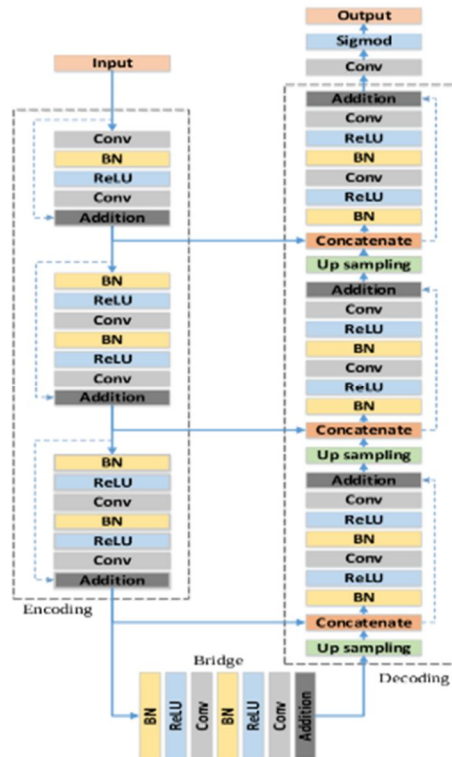 Input
Conv
BN
ReLU
Conv
Addition
BN
ReLU
Conv
BN
ReLU
Conv
Addition
BN
ReLU
Conv
BN
ReLU
Conv
Addition
Encoding
Bridge
BN
ReLU
Conv
BN
ReLU
Conv
Addition
Output
Sigmod
Conv
Addition
Conv
ReLU
BN
Conv
ReLU
BN
Concatenate
Up sampling
Addition
Conv
ReLU
BN
Conv
ReLU
BN
Concatenate
Up sampling
Addition
Conv
ReLU
BN
Conv
ReLU
BN
Concatenate
Up sampling
Decoding